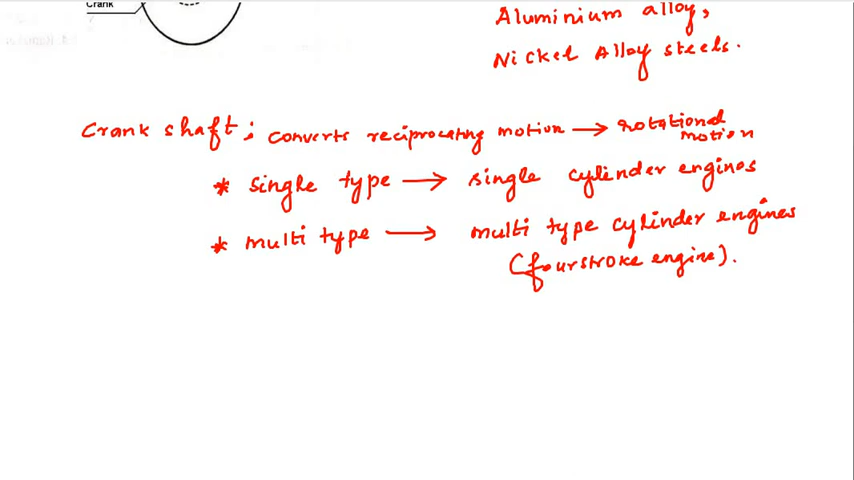 Crank
Aluminium alloy,
Nickel Alloy steels.
Crank shaft; converts reciprocating motion → rotational
motion
* single type → single cylinder engines
* multi type → multi type cylinder engines
(fourstroke engine).